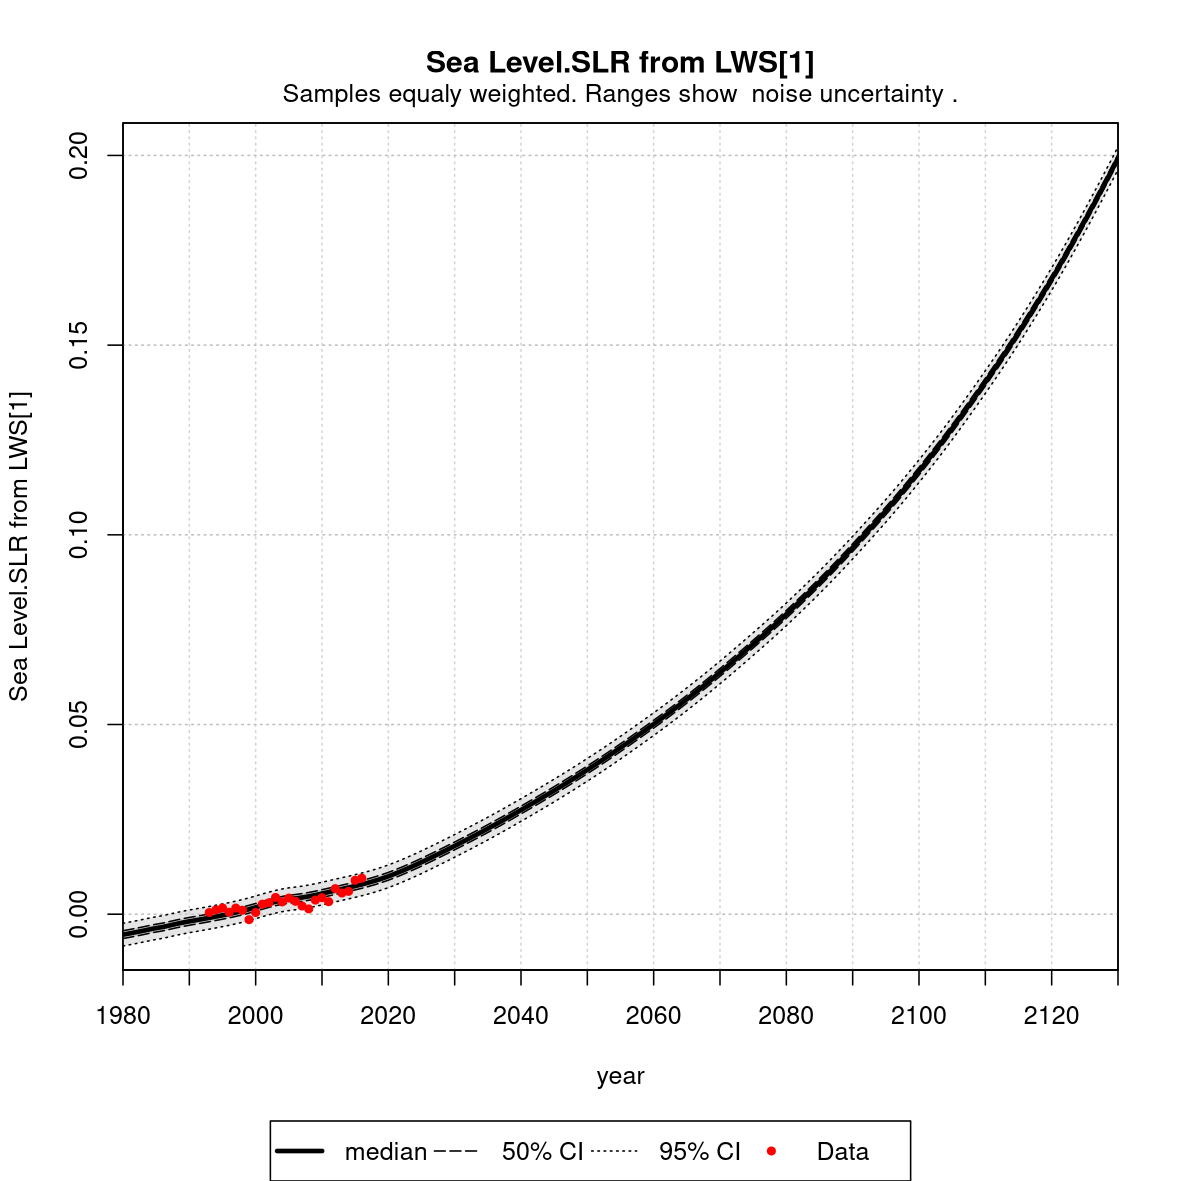 Sea Level.SLR from LWS[1]
Samples equaly weighted. Ranges show  noise uncertainty .
Sea Level.SLR from LWS[1]
0.20
0.15
0.10
0.05
0.00
1980 2000 2020 2040 2060 2080 2100 2120
year
median 50% CI 95% CI Data